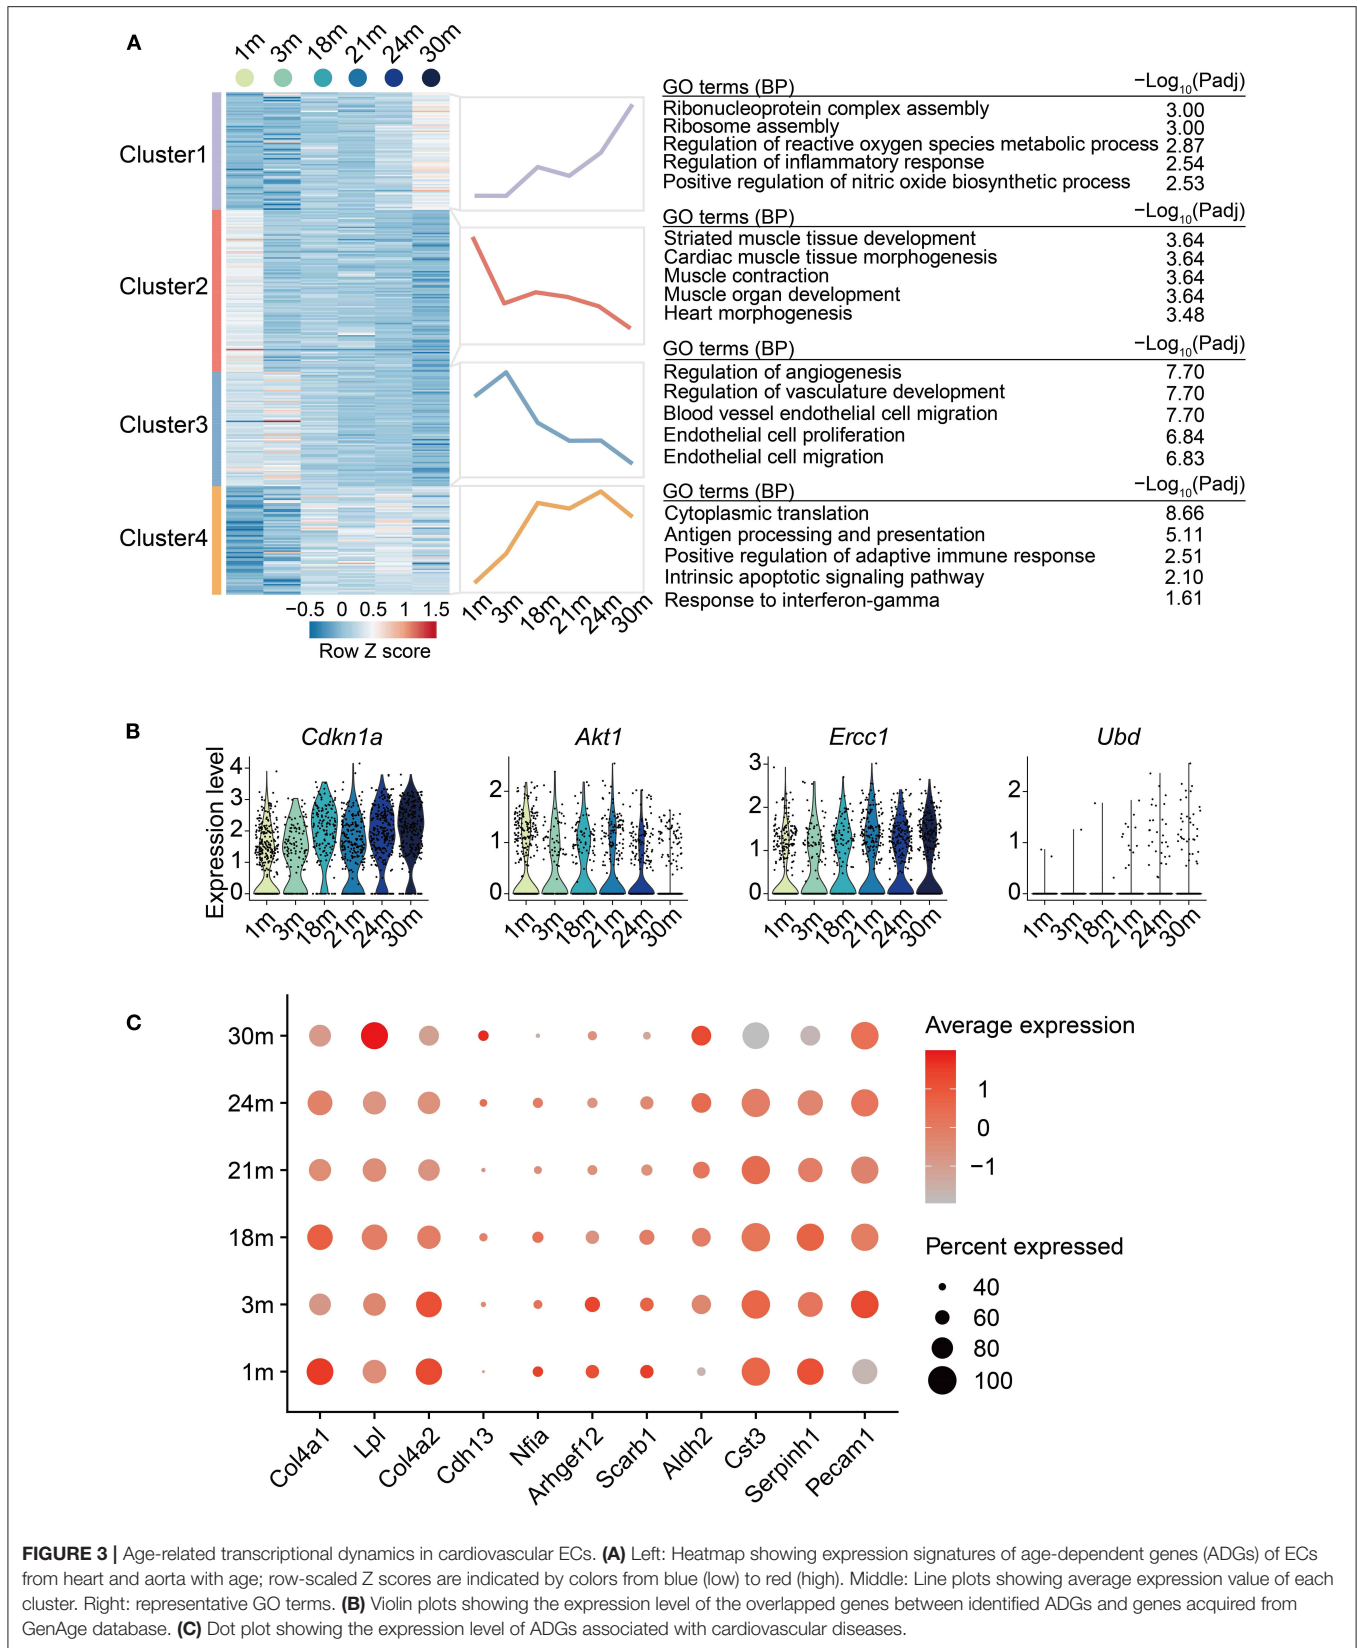 A
1m 3m 18m 21m 24m 30m
Cluster1
Cluster2
Cluster3
Cluster4
−0.5 0 0.5 1 1.5
Row Z score
1m 3m 18m 21m 24m 30m
GO terms (BP) −Log10(Padj)
Ribonucleoprotein complex assembly 3.00
Ribosome assembly 3.00
Regulation of reactive oxygen species metabolic process 2.87
Regulation of inflammatory response 2.54
Positive regulation of nitric oxide biosynthetic process 2.53
GO terms (BP) −Log10(Padj)
Striated muscle tissue development 3.64
Cardiac muscle tissue morphogenesis 3.64
Muscle contraction 3.64
Muscle organ development 3.64
Heart morphogenesis 3.48
GO terms (BP) −Log10(Padj)
Regulation of angiogenesis 7.70
Regulation of vasculature development 7.70
Blood vessel endothelial cell migration 7.70
Endothelial cell proliferation 6.84
Endothelial cell migration 6.83
GO terms (BP) −Log10(Padj)
Cytoplasmic translation 8.66
Antigen processing and presentation 5.11
Positive regulation of adaptive immune response 2.51
Intrinsic apoptotic signaling pathway 2.10
Response to interferon-gamma 1.61
B
Expression level
Cdkn1a
4
3
2
1
0
1m 3m 18m 21m 24m 30m
Akt1
2
1
0
1m 3m 18m 21m 24m 30m
Ercc1
3
2
1
0
1m 3m 18m 21m 24m 30m
Ubd
2
1
0
1m 3m 18m 21m 24m 30m
C
30m
24m
21m
18m
3m
1m
Col4a1 Lpl Col4a2 Cdh13 Nfia Arhgef12 Scarb1 Aldh2 Cst3 Serpinh1 Pecam1
Average expression
1
0
−1
Percent expressed
40
60
80
100
FIGURE 3 | Age-related transcriptional dynamics in cardiovascular ECs. (A) Left: Heatmap showing expression signatures of age-dependent genes (ADGs) of ECs
from heart and aorta with age; row-scaled Z scores are indicated by colors from blue (low) to red (high). Middle: Line plots showing average expression value of each
cluster. Right: representative GO terms. (B) Violin plots showing the expression level of the overlapped genes between identified ADGs and genes acquired from
GenAge database. (C) Dot plot showing the expression level of ADGs associated with cardiovascular diseases.